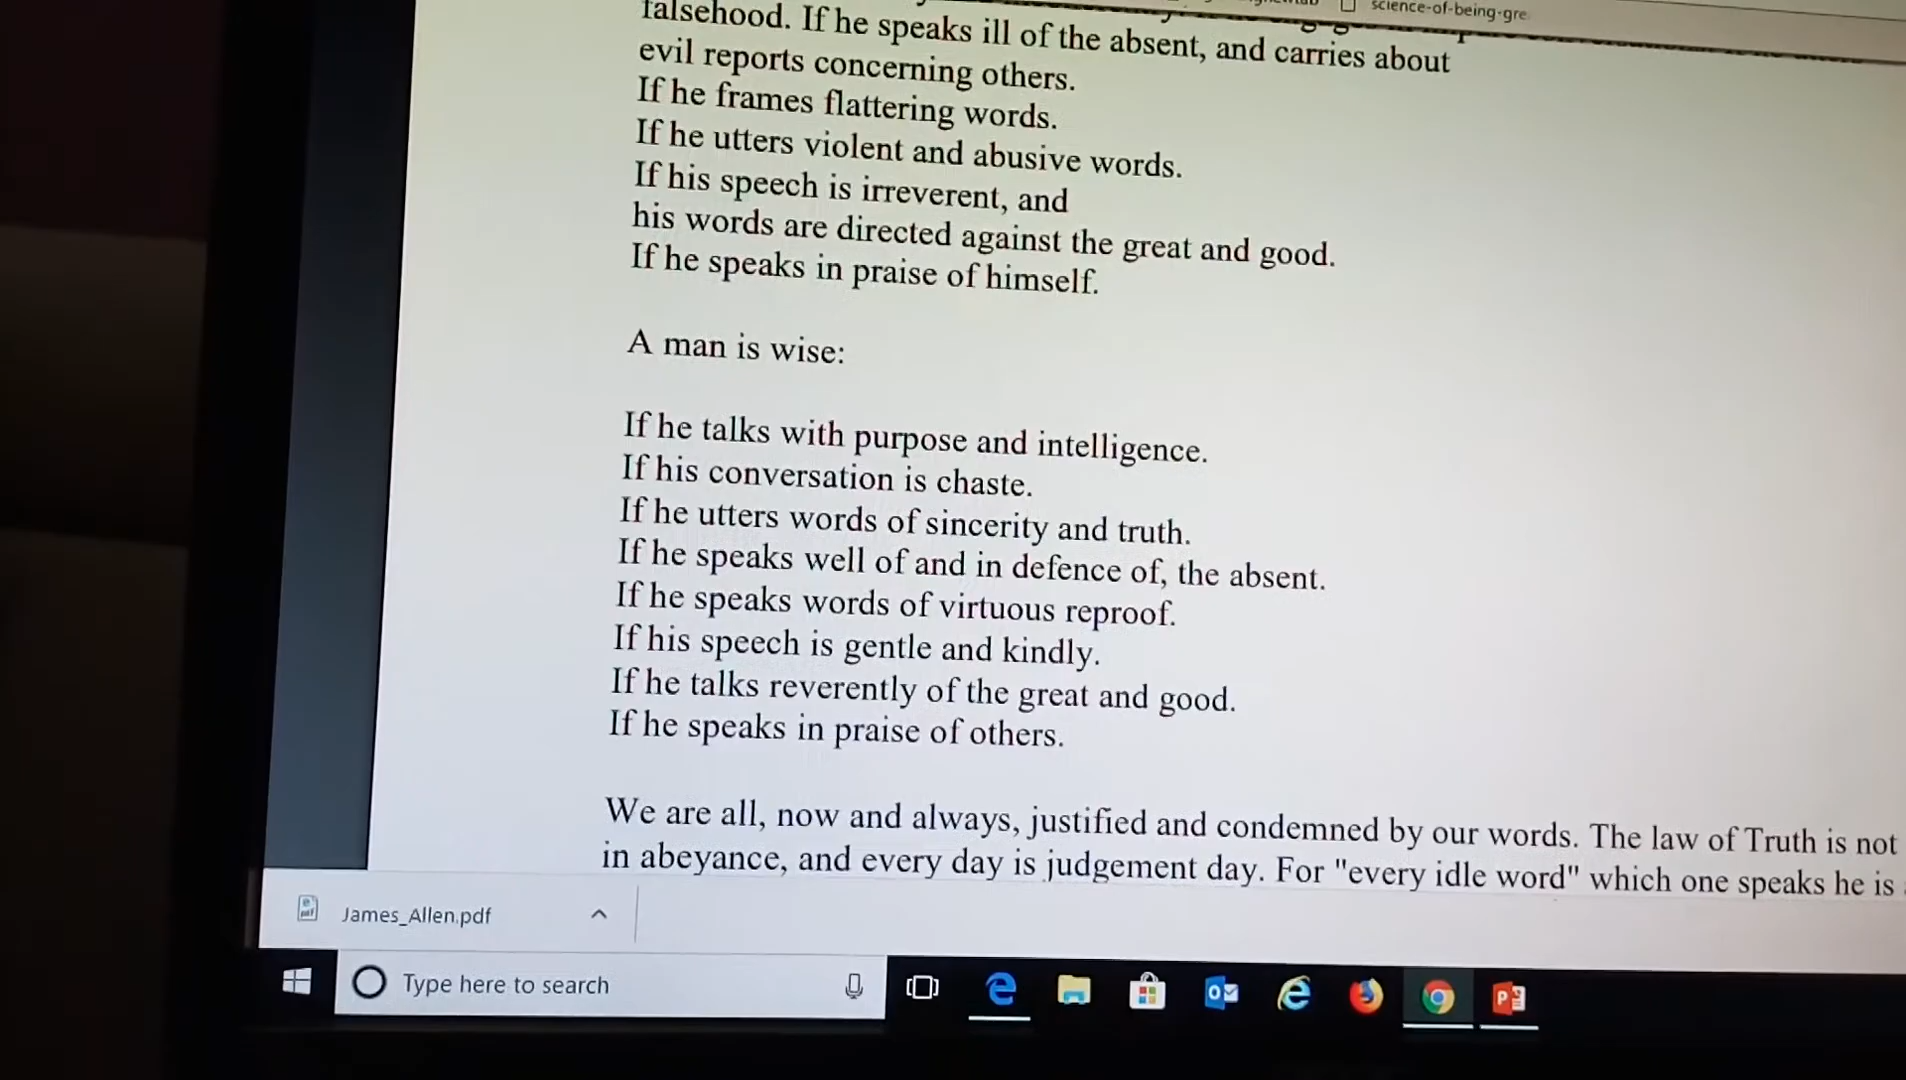 science-of-being-gre
falsehood. If he speaks ill of the absent, and carries about
evil reports concerning others.
If he frames flattering words.
If he utters violent and abusive words.
If his speech is irreverent, and
his words are directed against the great and good.
If he speaks in praise of himself.
A man is wise:
If he talks with purpose and intelligence.
If his conversation is chaste.
If he utters words of sincerity and truth.
If he speaks well of and in defence of, the absent.
If he speaks words of virtuous reproof.
If his speech is gentle and kindly.
If he talks reverently of the great and good.
If he speaks in praise of others.
We are all, now and always, justified and condemned by our words. The law of Truth is not
in abeyance, and every day is judgement day. For "every idle word" which one speaks he is
James_Allen.pdf
Type here to search